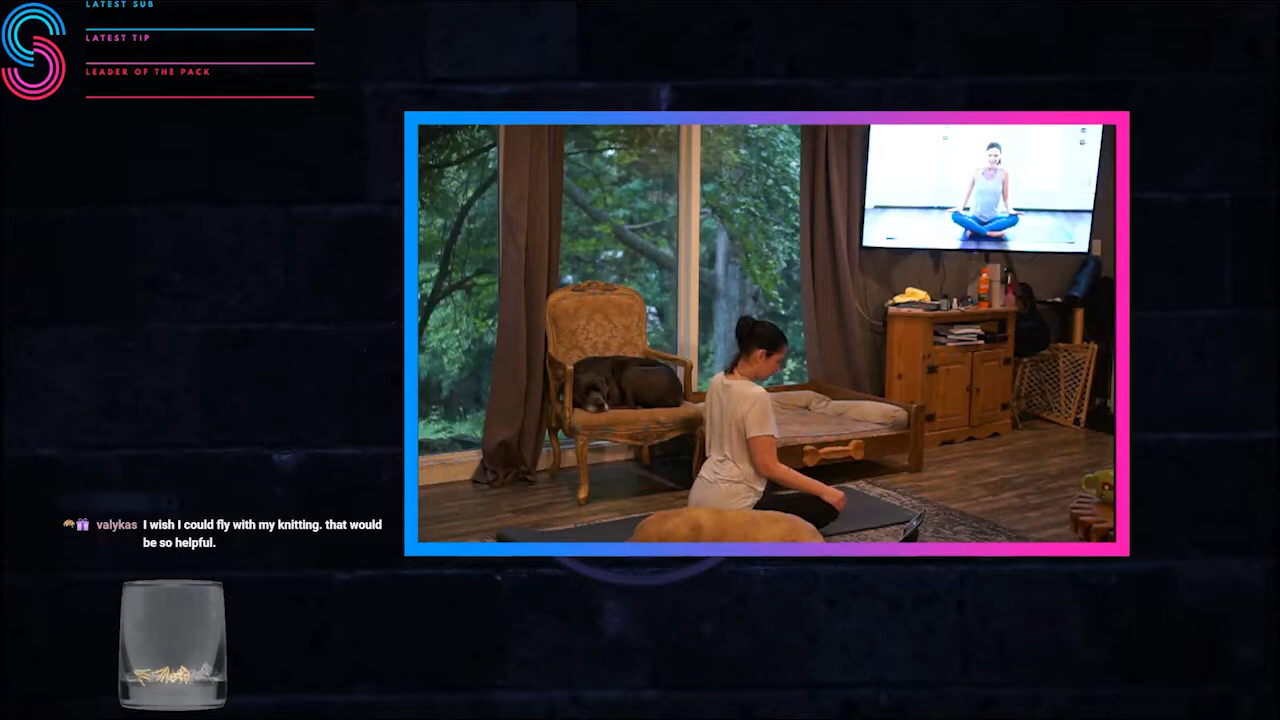 LATEST SUB
LATEST TIP
LEADER OF THE PACK
valykas I wish I could fly with my knitting. that would
be so helpful.